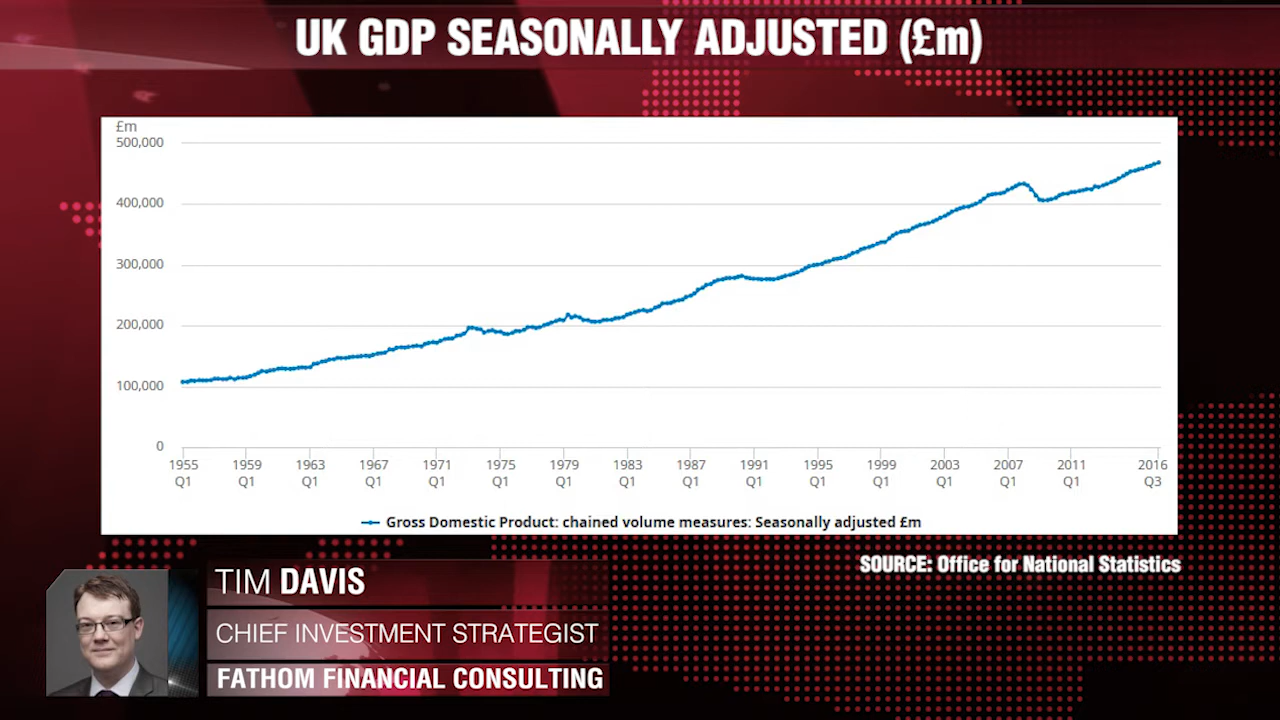 UK GDP SEASONALLY ADJUSTED (£m)
£m
500,000
400,000
300,000
200,000
100,000
0
1955 1959 1963 1967 1971 1975 1979 1983 1987 1991 1995 1999 2003 2007 2011 2016
Q1 Q1 Q1 Q1 Q1 Q1 Q1 Q1 Q1 Q1 Q1 Q1 Q1 Q1 Q1 Q3
Gross Domestic Product: chained volume measures: Seasonally adjusted £m
SOURCE: Office for National Statistics
TIM DAVIS
CHIEF INVESTMENT STRATEGIST
FATHOM FINANCIAL CONSULTING